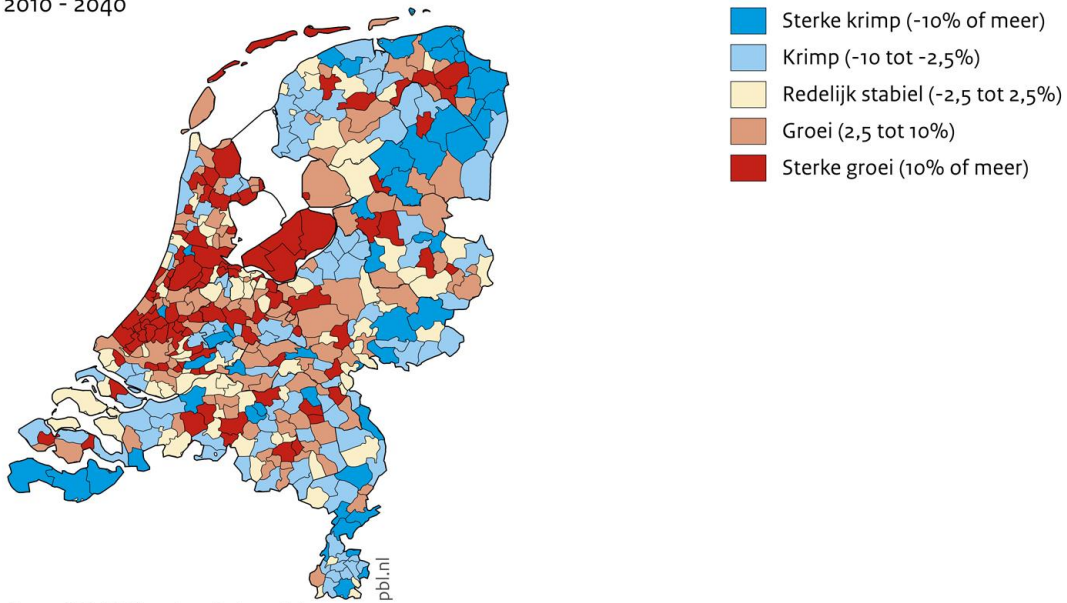 2010 - 2040
Sterke krimp (-10% of meer)
Krimp (-10 tot -2,5%)
Redelijk stabiel (-2,5 tot 2,5%)
Groei (2,5 tot 10%)
Sterke groei (10% of meer)
pbl.nl